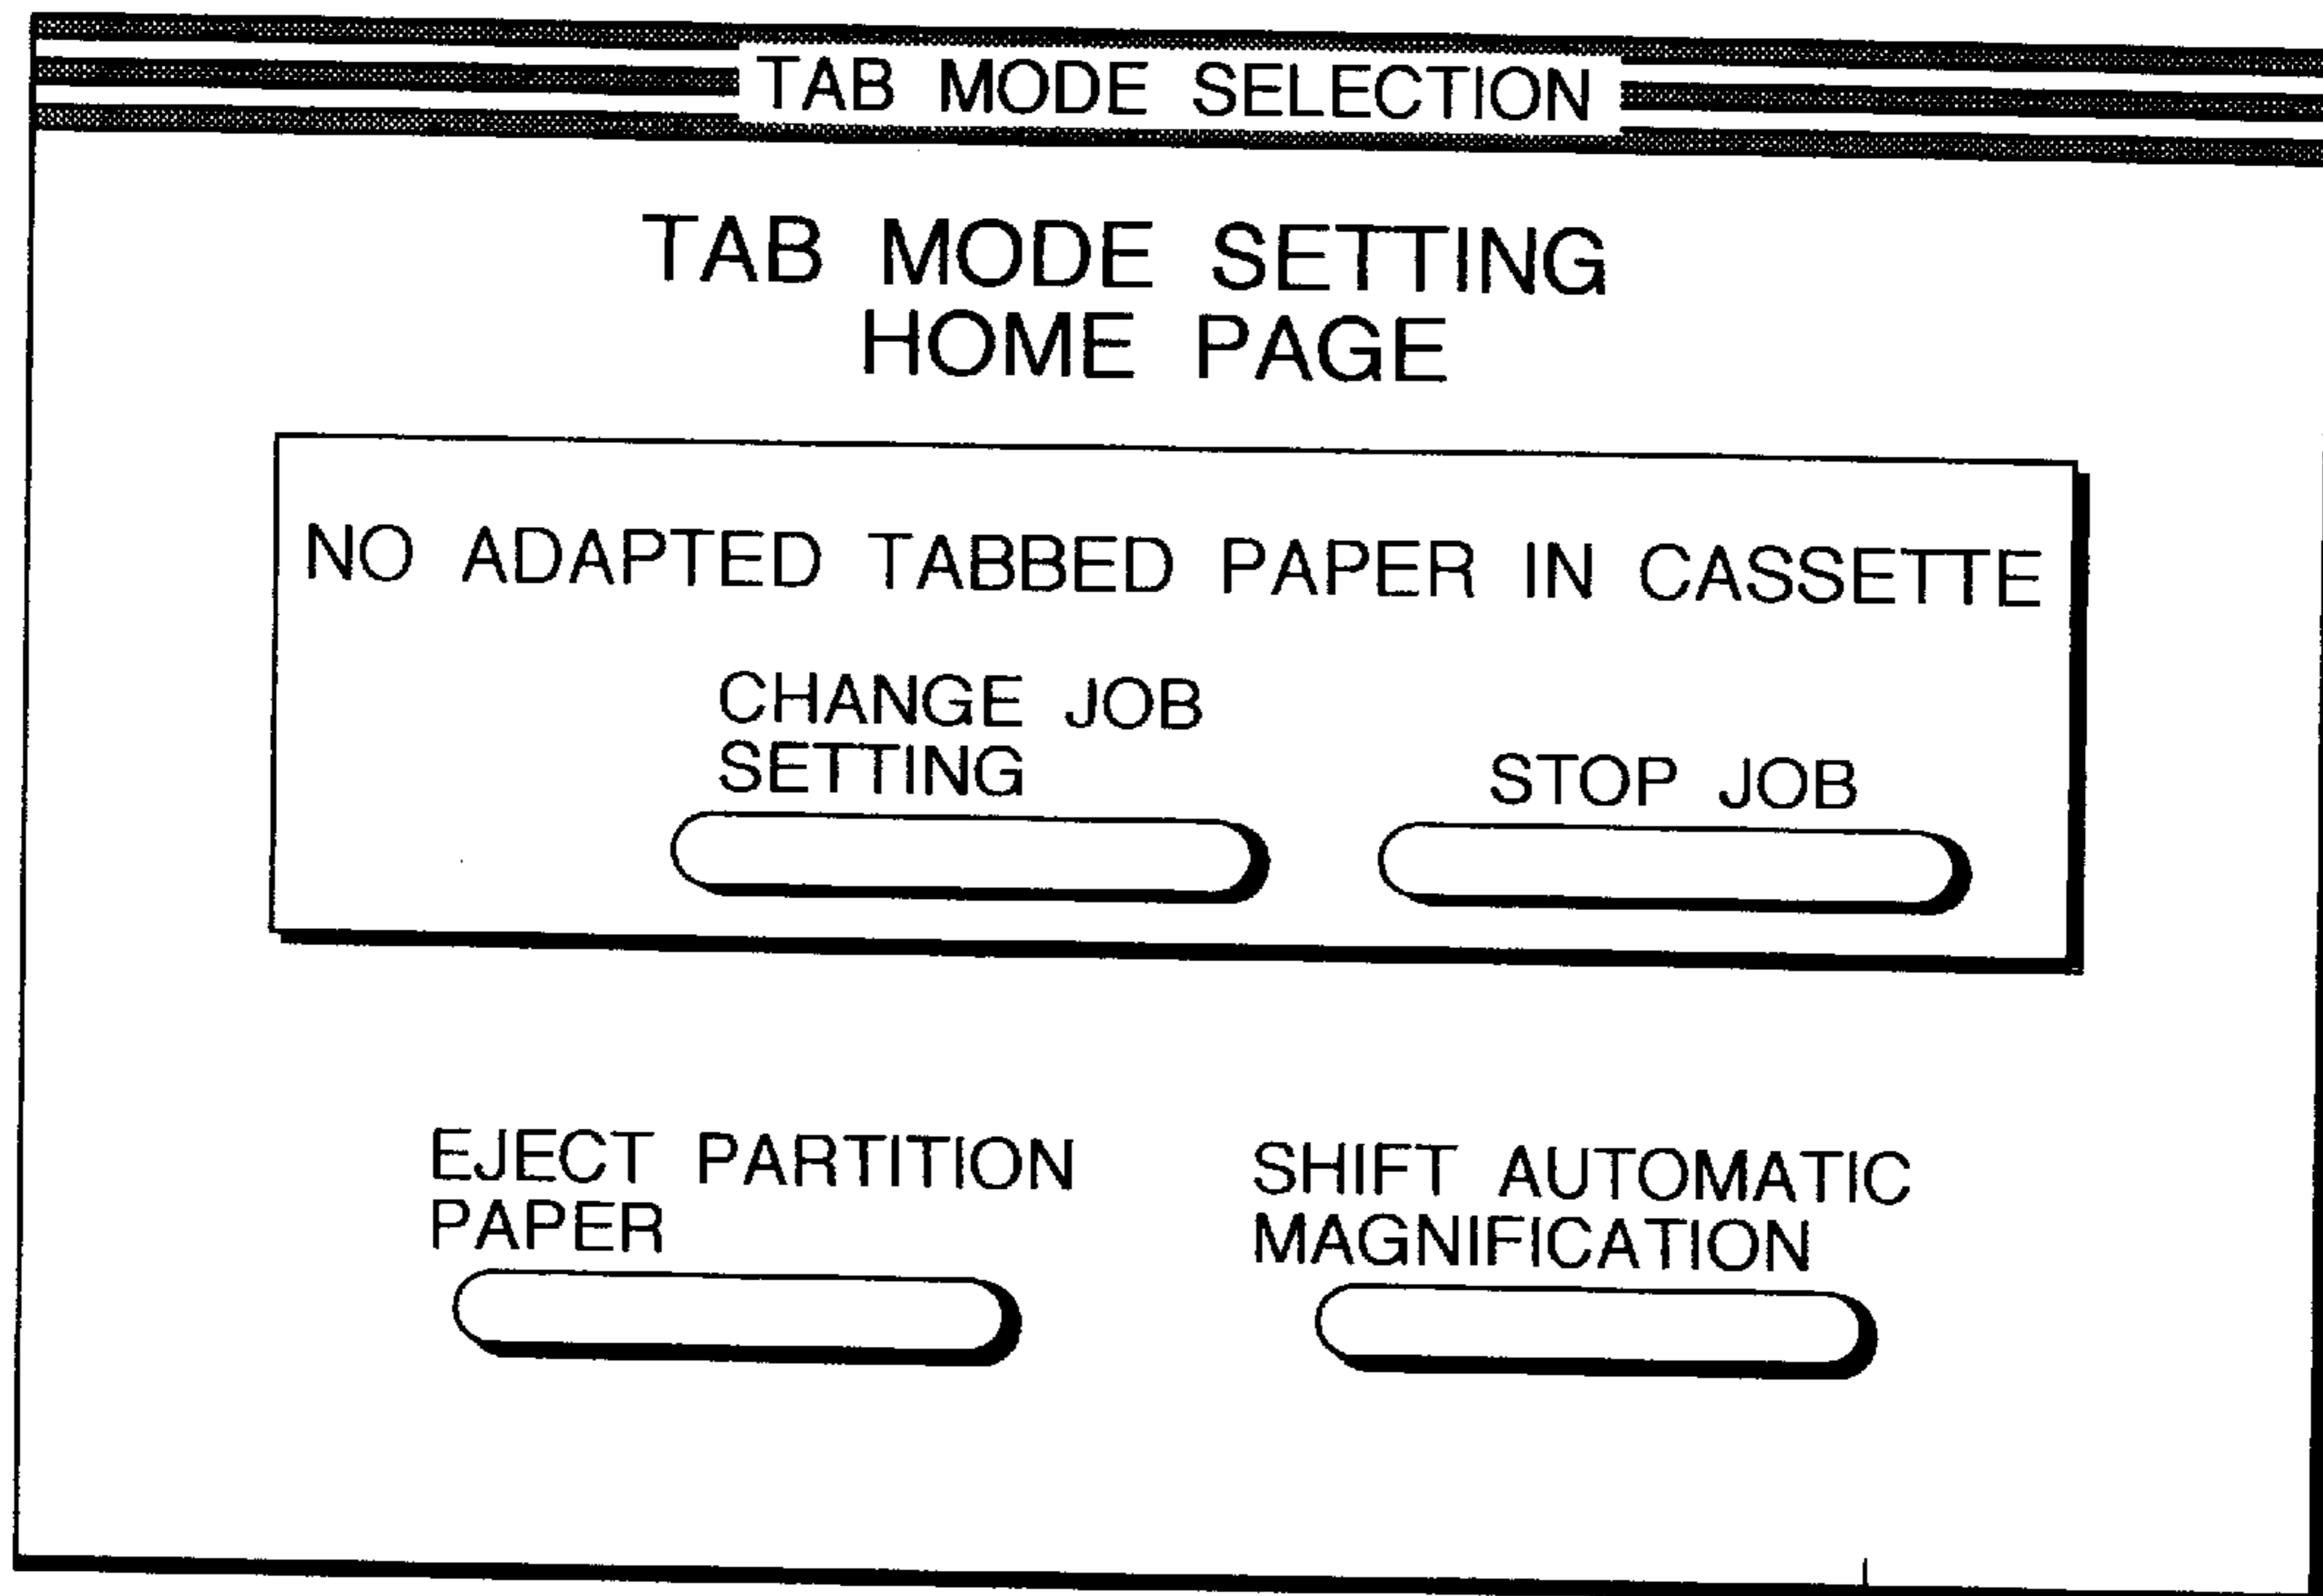 TAB MODE SELECTION
TAB MODE SETTING
HOME PAGE
NO ADAPTED TABBED PAPER IN CASSETTE
CHANGE JOB
SETTING
STOP JOB
EJECT PARTITION
PAPER
SHIFT AUTOMATIC
MAGNIFICATION